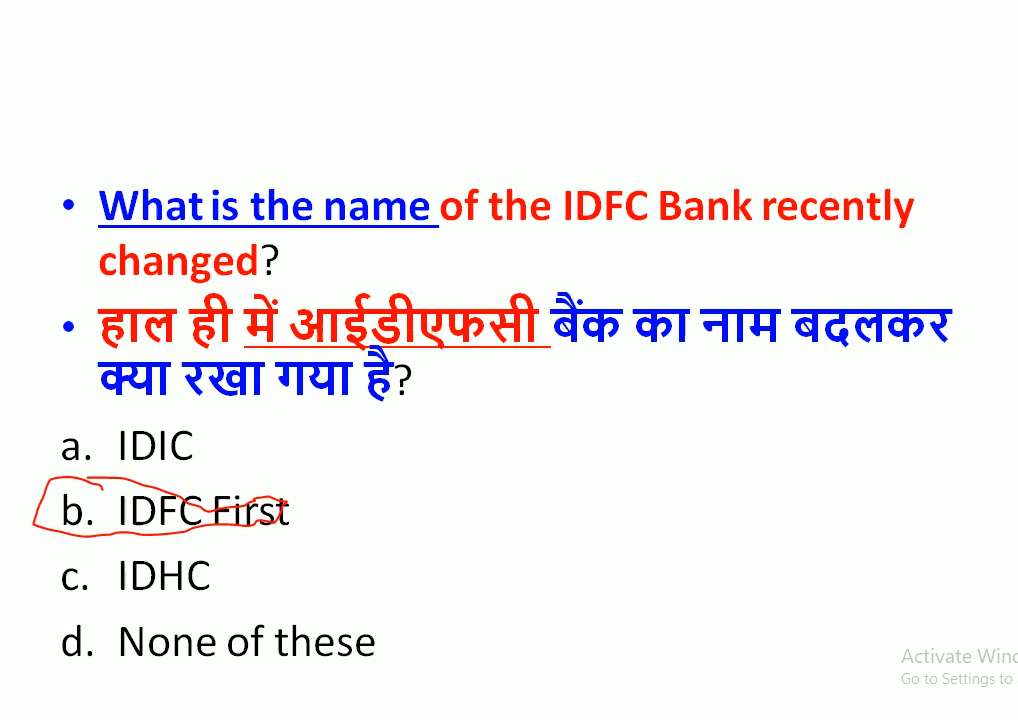 • What is the name of the IDFC Bank recently
changed?
• हाल ही में आईडीएफसी बैंक का नाम बदलकर
क्या रखा गया है?
a. IDIC
b. IDFC First
c. IDHC
d. None of these
Activate Wind
Go to Settings to